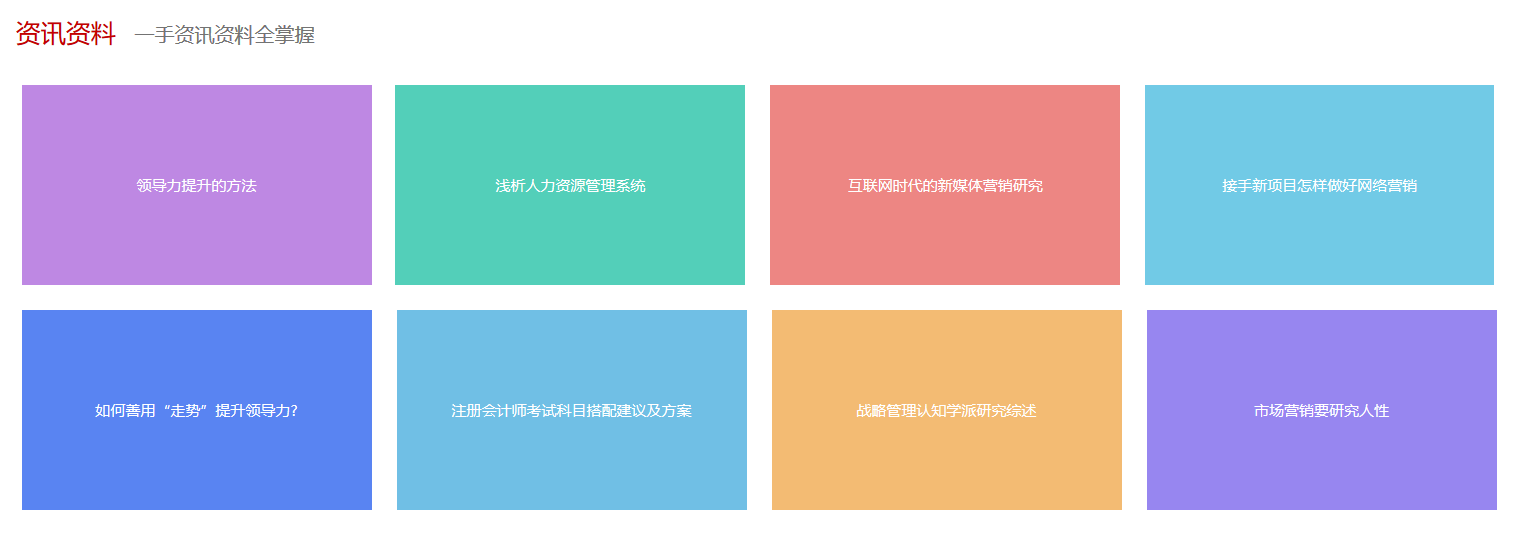 资讯资料 一手资讯资料全掌握
领导力提升的方法
浅析人力资源管理系统
互联网时代的新媒体营销研究
接手新项目怎样做好网络营销
如何善用“走势”提升领导力?
注册会计师考试科目搭配建议及方案
战略管理认知学派研究综述
市场营销要研究人性